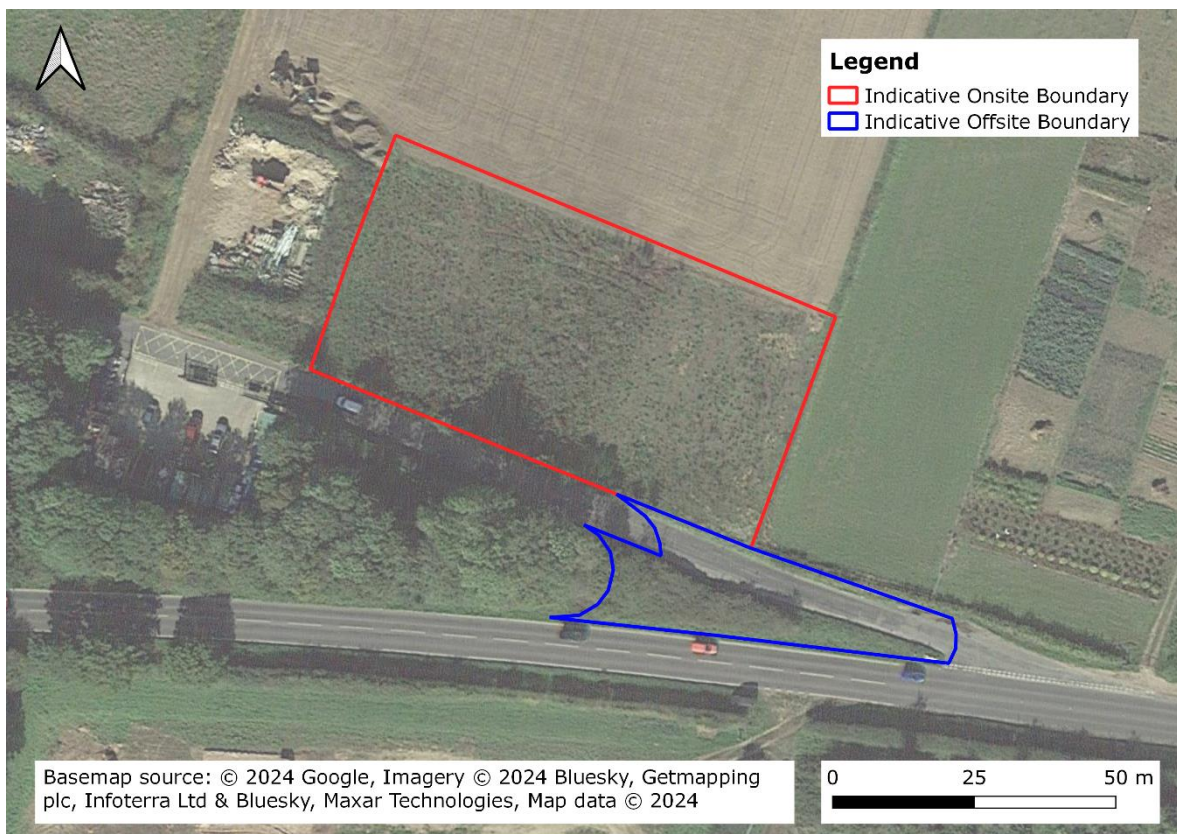 Legend
Indicative Onsite Boundary
Indicative Offsite Boundary
Basemap source: © 2024 Google, Imagery © 2024 Bluesky, Getmapping
plc, Infoterra Ltd & Bluesky, Maxar Technologies, Map data © 2024
0 25 50 m